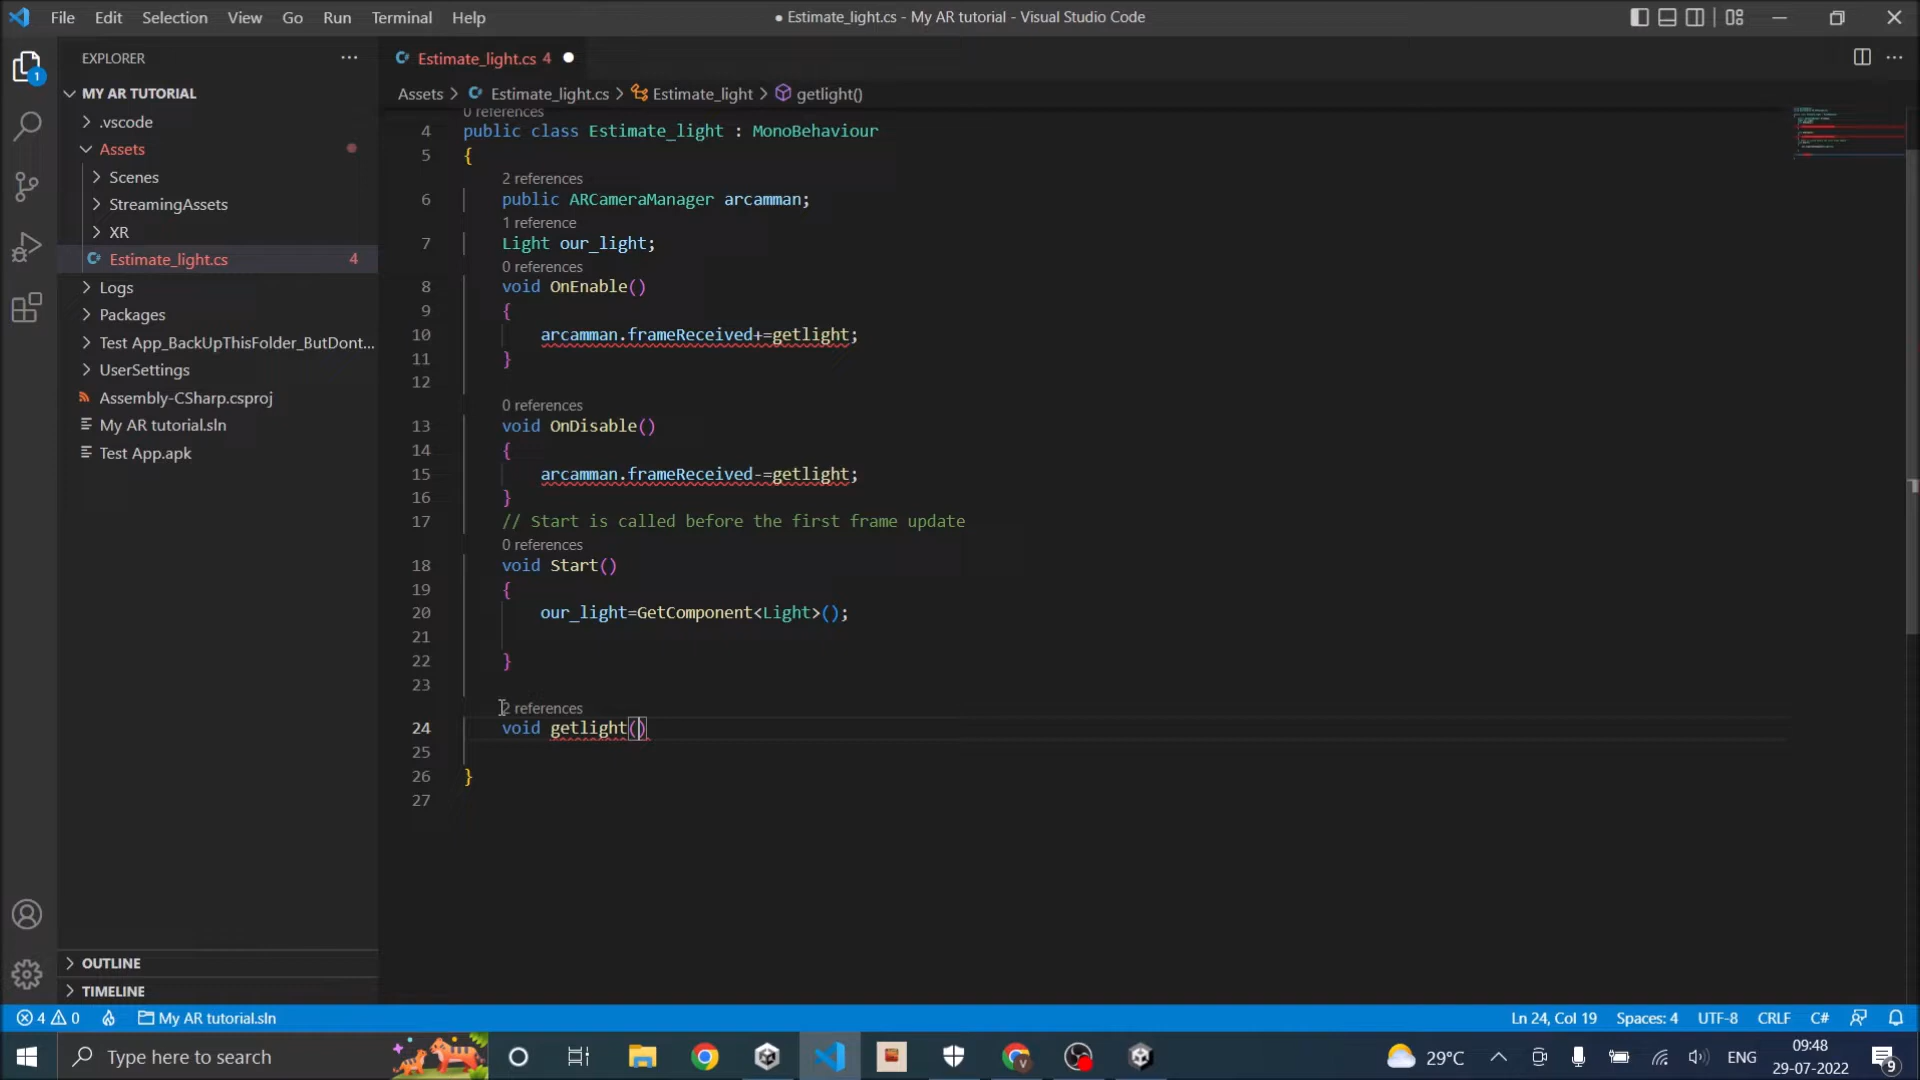 File Edit Selection View Go Run Terminal Help
● Estimate_light.cs - My AR tutorial - Visual Studio Code
EXPLORER
MY AR TUTORIAL
.vscode
Assets
Scenes
StreamingAssets
XR
Estimate_light.cs 4
Logs
Packages
Test App_BackUpThisFolder_ButDont...
UserSettings
Assembly-CSharp.csproj
My AR tutorial.sln
Test App.apk
OUTLINE
TIMELINE
Estimate_light.cs 4
Assets > Estimate_light.cs > Estimate_light > getlight()
0 references
4 public class Estimate_light : MonoBehaviour
5 {
2 references
6 public ARCameraManager arcamman;
1 reference
7 Light our_light;
0 references
8 void OnEnable()
9 {
10 arcamman.frameReceived+=getlight;
11 }
12
0 references
13 void OnDisable()
14 {
15 arcamman.frameReceived-=getlight;
16 }
17 // Start is called before the first frame update
0 references
18 void Start()
19 {
20 our_light=GetComponent<Light>();
21
22 }
23
2 references
24 void getlight()
25
26 }
27
4 0 My AR tutorial.sln
Ln 24, Col 19 Spaces: 4 UTF-8 CRLF C#
Type here to search
29°C
ENG
09:48
29-07-2022
9
1